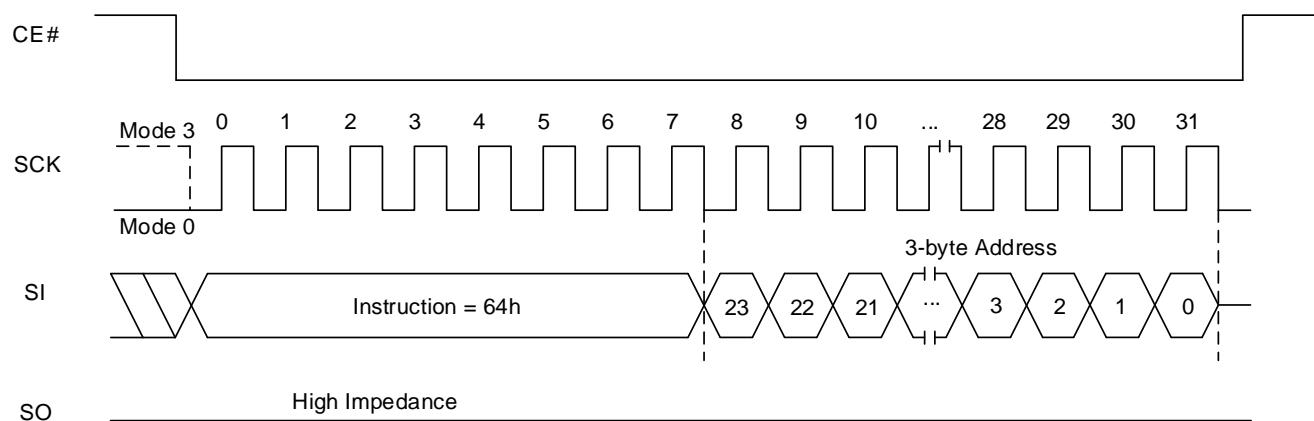 CE#
Mode 3 0 1 2 3 4 5 6 7 8 9 10 ... 28 29 30 31
SCK
Mode 0
3-byte Address
SI Instruction = 64h 23 22 21 ... 3 2 1 0
High Impedance
SO